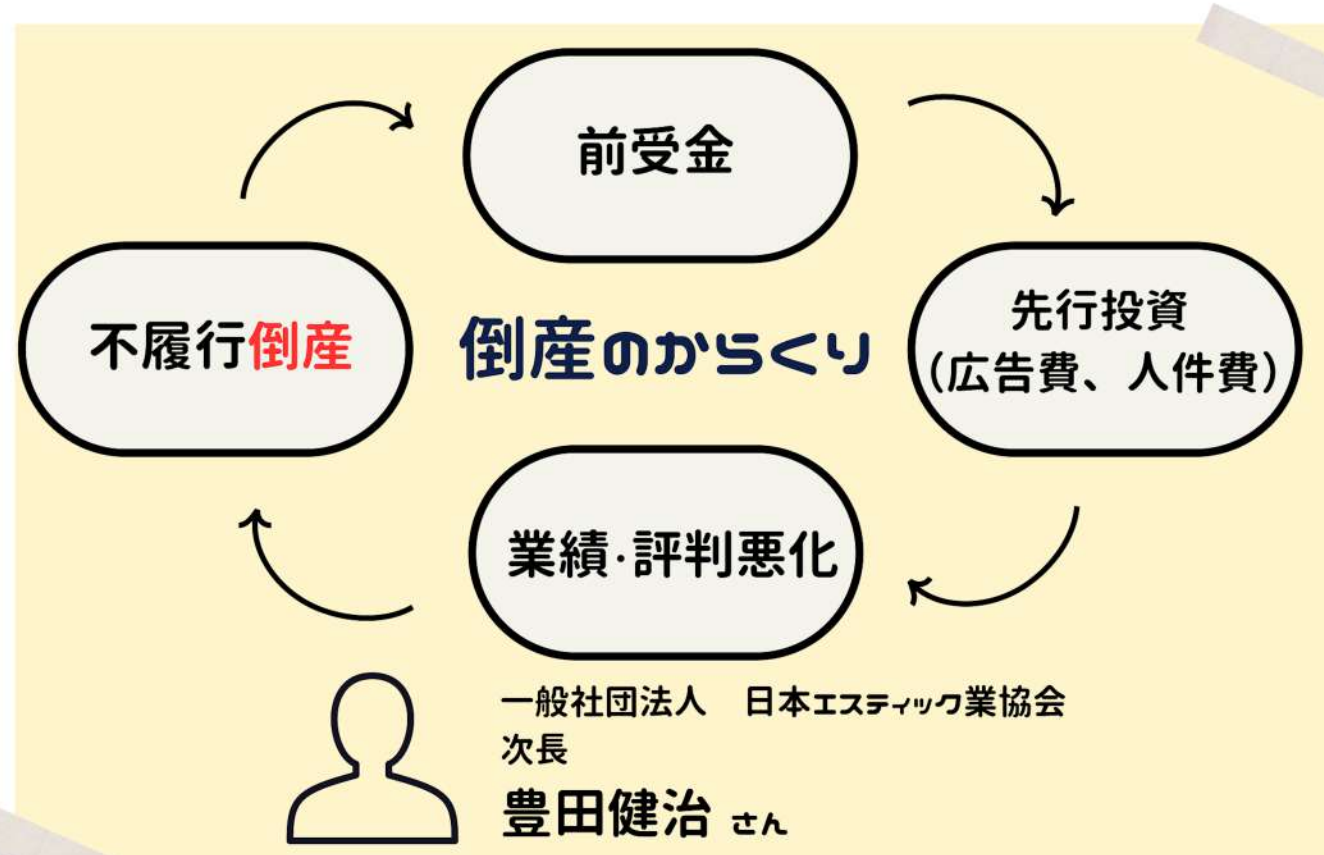 前受金
不履行倒産
倒産のからくり
先行投資
(広告費、人件費)
業績・評判悪化
一般社団法人　日本エスティック業協会
次長
豊田健治 さん